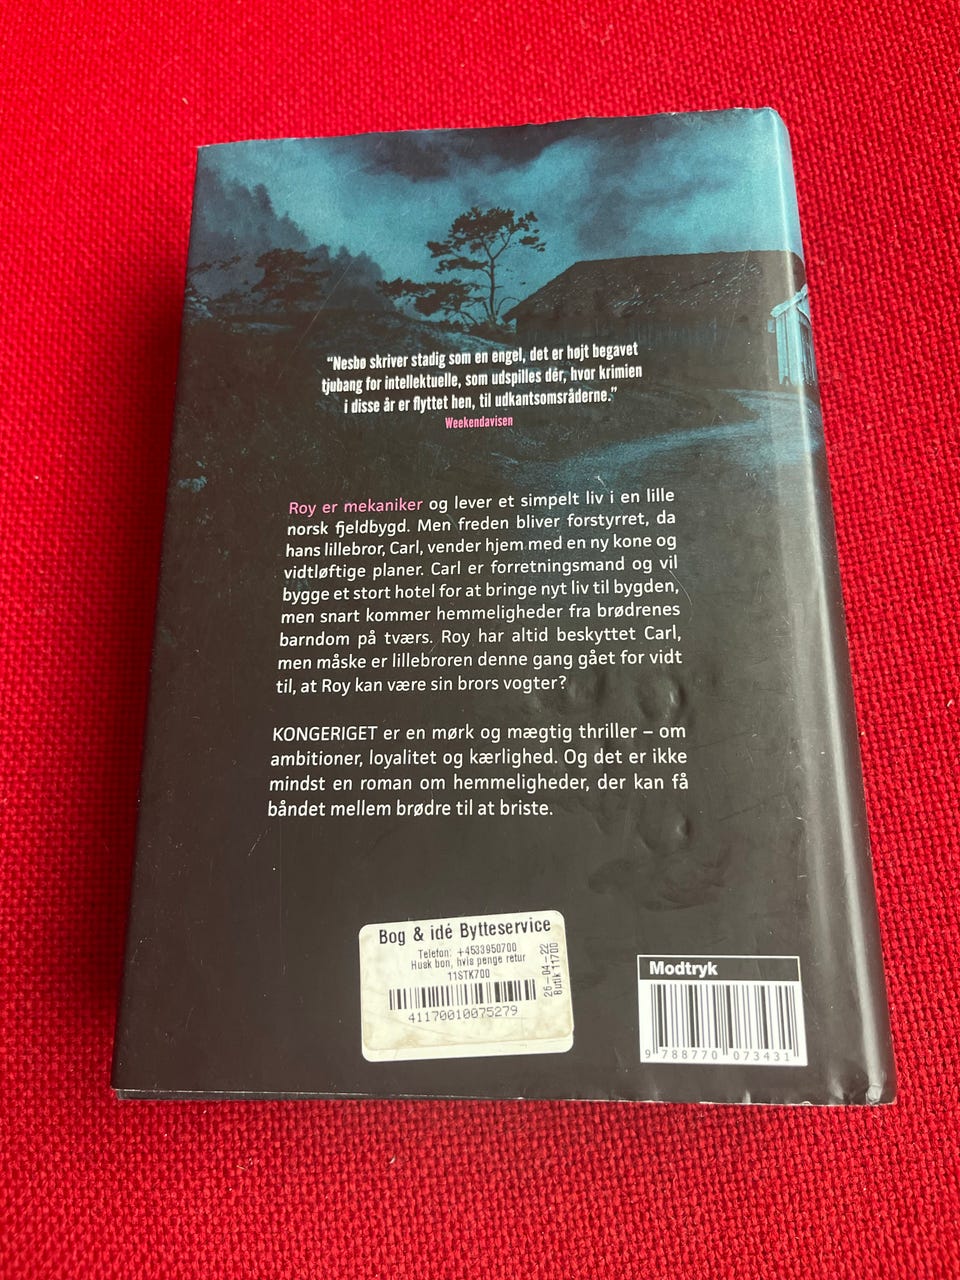 “Nesbø skriver stadig som en engel, det er højt begavet
tjubang for intellektuelle, som udspilles dér, hvor krimien
i disse år er flyttet hen, til udkantsområderne.”
Weekendavisen
Roy er mekaniker og lever et simpelt liv i en lille
norsk fjeldbygd. Men freden bliver forstyrret, da
hans lillebror, Carl, vender hjem med en ny kone og
vidtløftige planer. Carl er forretningsmand og vil
bygge et stort hotel for at bringe nyt liv til bygden,
men snart kommer hemmeligheder fra brødrenes
barndom på tværs. Roy har altid beskyttet Carl,
men måske er lillebroren denne gang gået for vidt
til, at Roy kan være sin brors vogter?
KONGERIGET er en mørk og mægtig thriller – om
ambitioner, loyalitet og kærlighed. Og det er ikke
mindst en roman om hemmeligheder, der kan få
båndet mellem brødre til at briste.
Bog & idé Bytteservice
Telefon: +4533950700
Husk bon, hvis penge retur
11STK700
41170010075279
26-04-22
Butik 11700
Modtryk
9 788770 073431